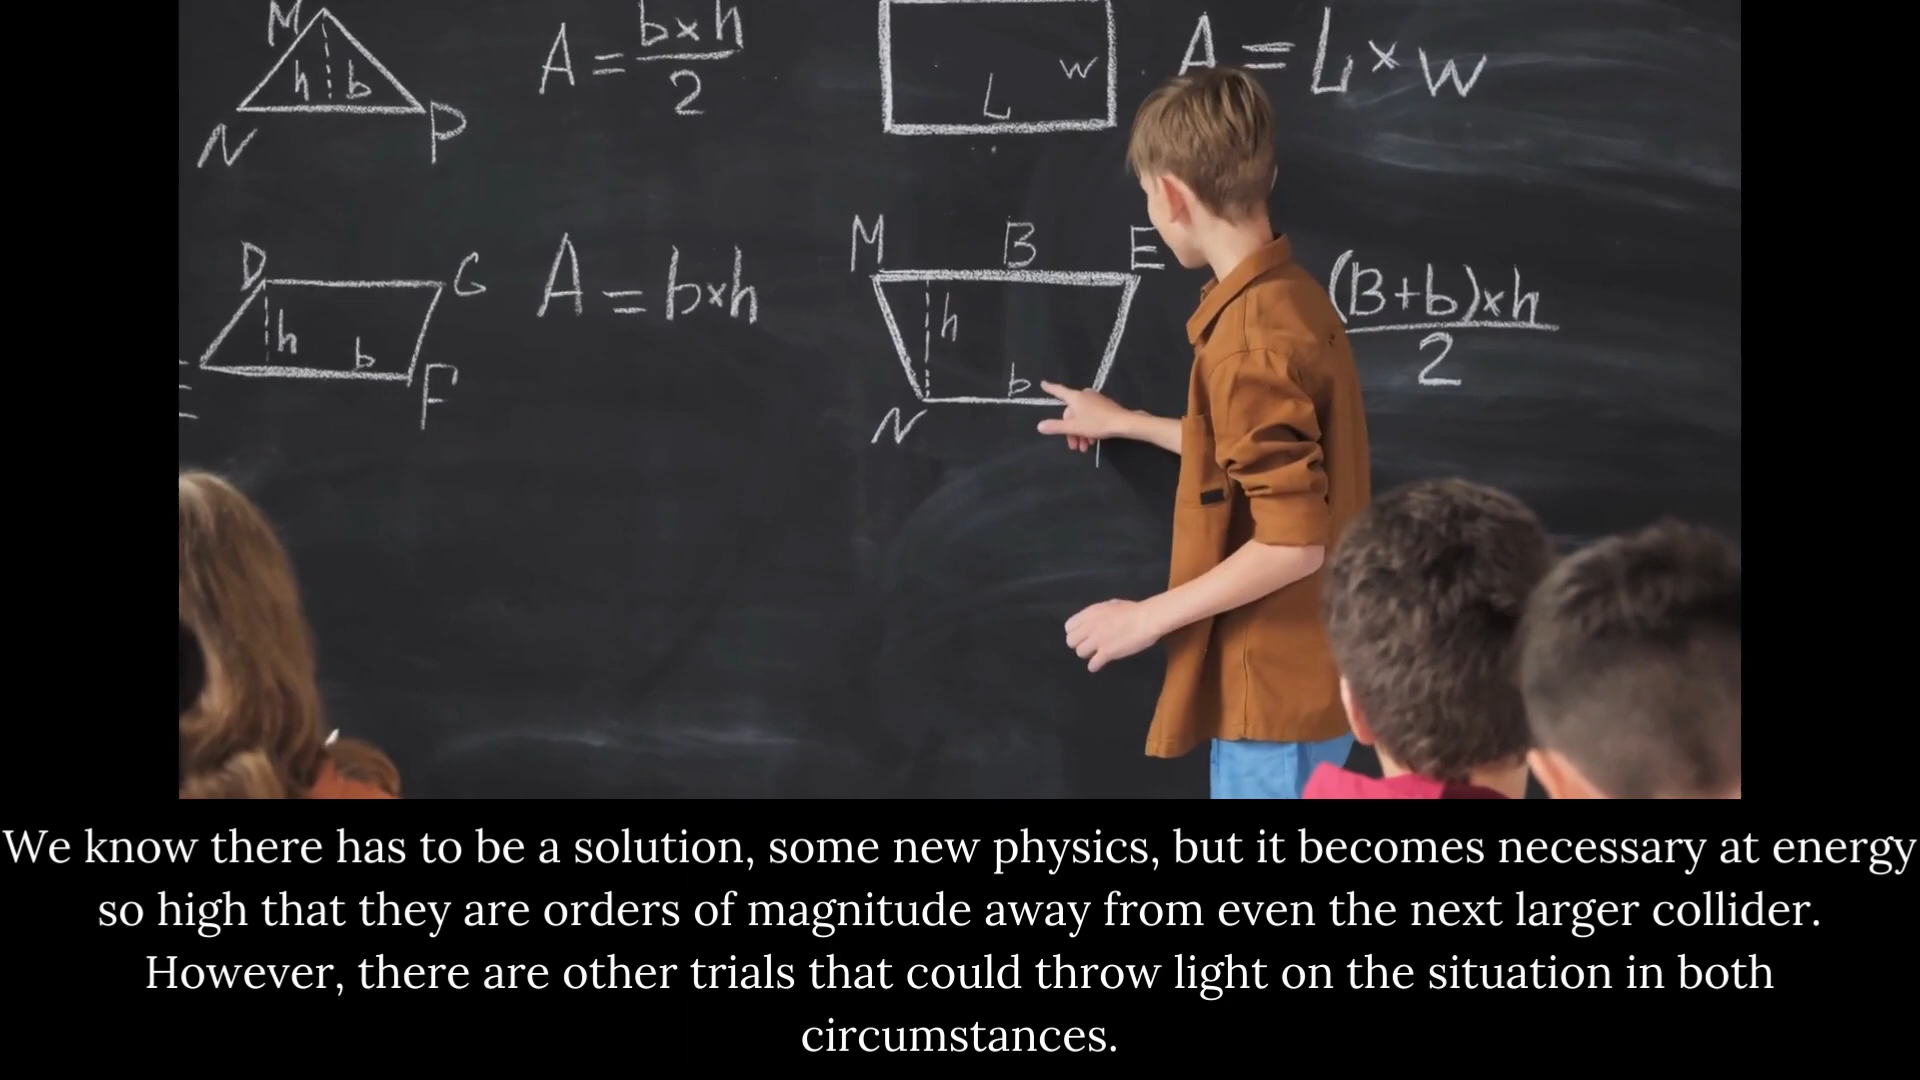 M
h b
N P
A = b×h
2
L w
A = L×w
D G
h b
E F
A = b×h
M B E
h
b
N
(B+b)×h
2
We know there has to be a solution, some new physics, but it becomes necessary at energy
so high that they are orders of magnitude away from even the next larger collider.
However, there are other trials that could throw light on the situation in both
circumstances.